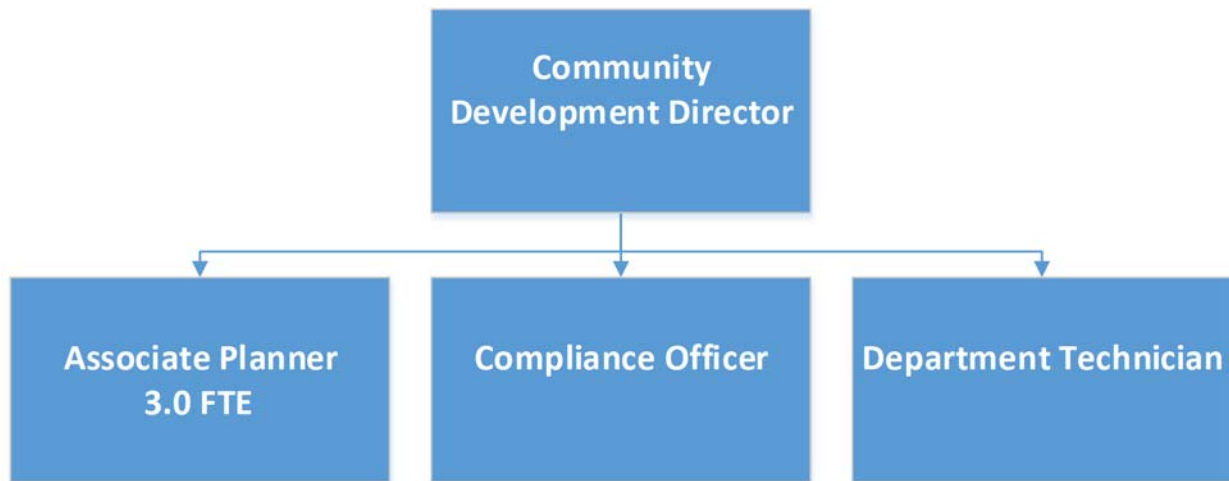 Community
Development Director
Associate Planner
3.0 FTE
Compliance Officer
Department Technician